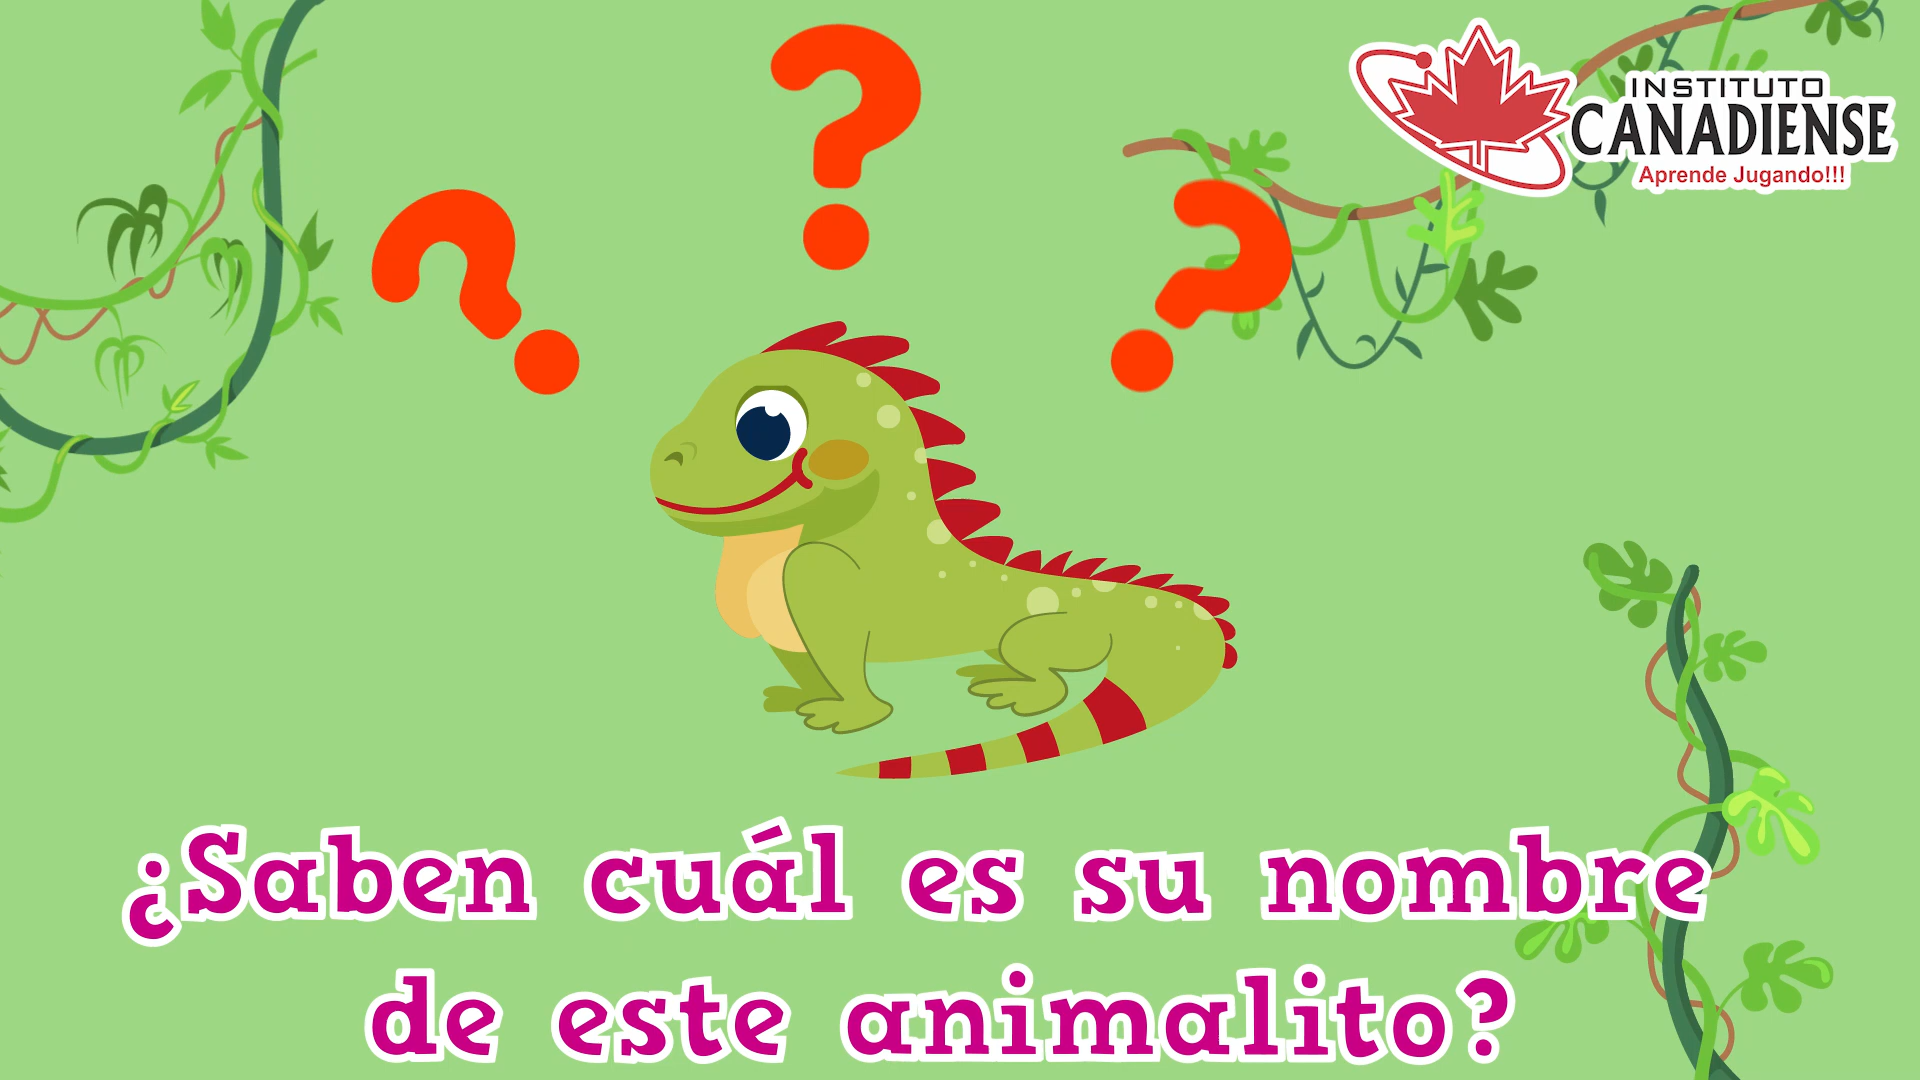 INSTITUTO
CANADIENSE
Aprende Jugando!!!
¿Saben cuál es su nombre
de este animalito?